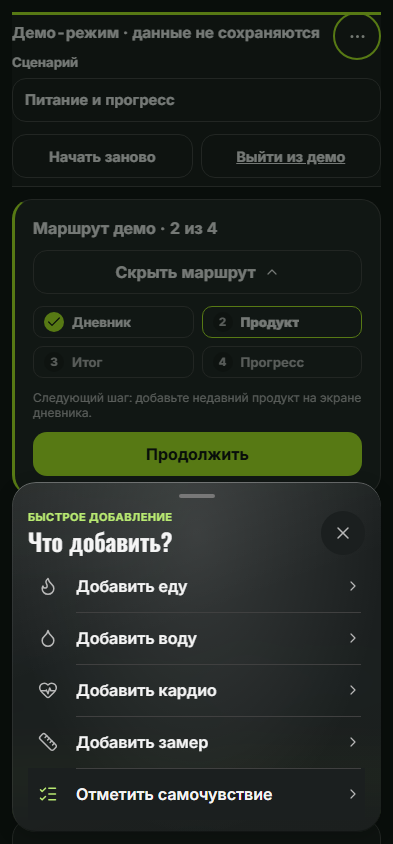 Демо-режим · данные не сохраняются
Сценарий
Питание и прогресс
Начать заново
Выйти из демо
Маршрут демо · 2 из 4
Скрыть маршрут
Дневник
2 Продукт
3 Итог
4 Прогресс
Следующий шаг: добавьте недавний продукт на экране
дневника.
Продолжить
БЫСТРОЕ ДОБАВЛЕНИЕ
Что добавить?
Добавить еду
Добавить воду
Добавить кардио
Добавить замер
Отметить самочувствие